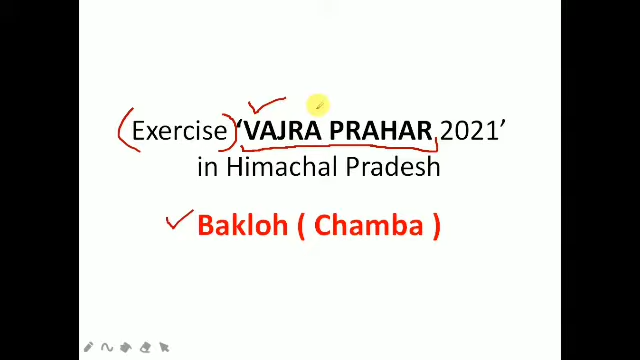 Exercise 'VAJRA PRAHAR 2021'
in Himachal Pradesh
Bakloh ( Chamba )